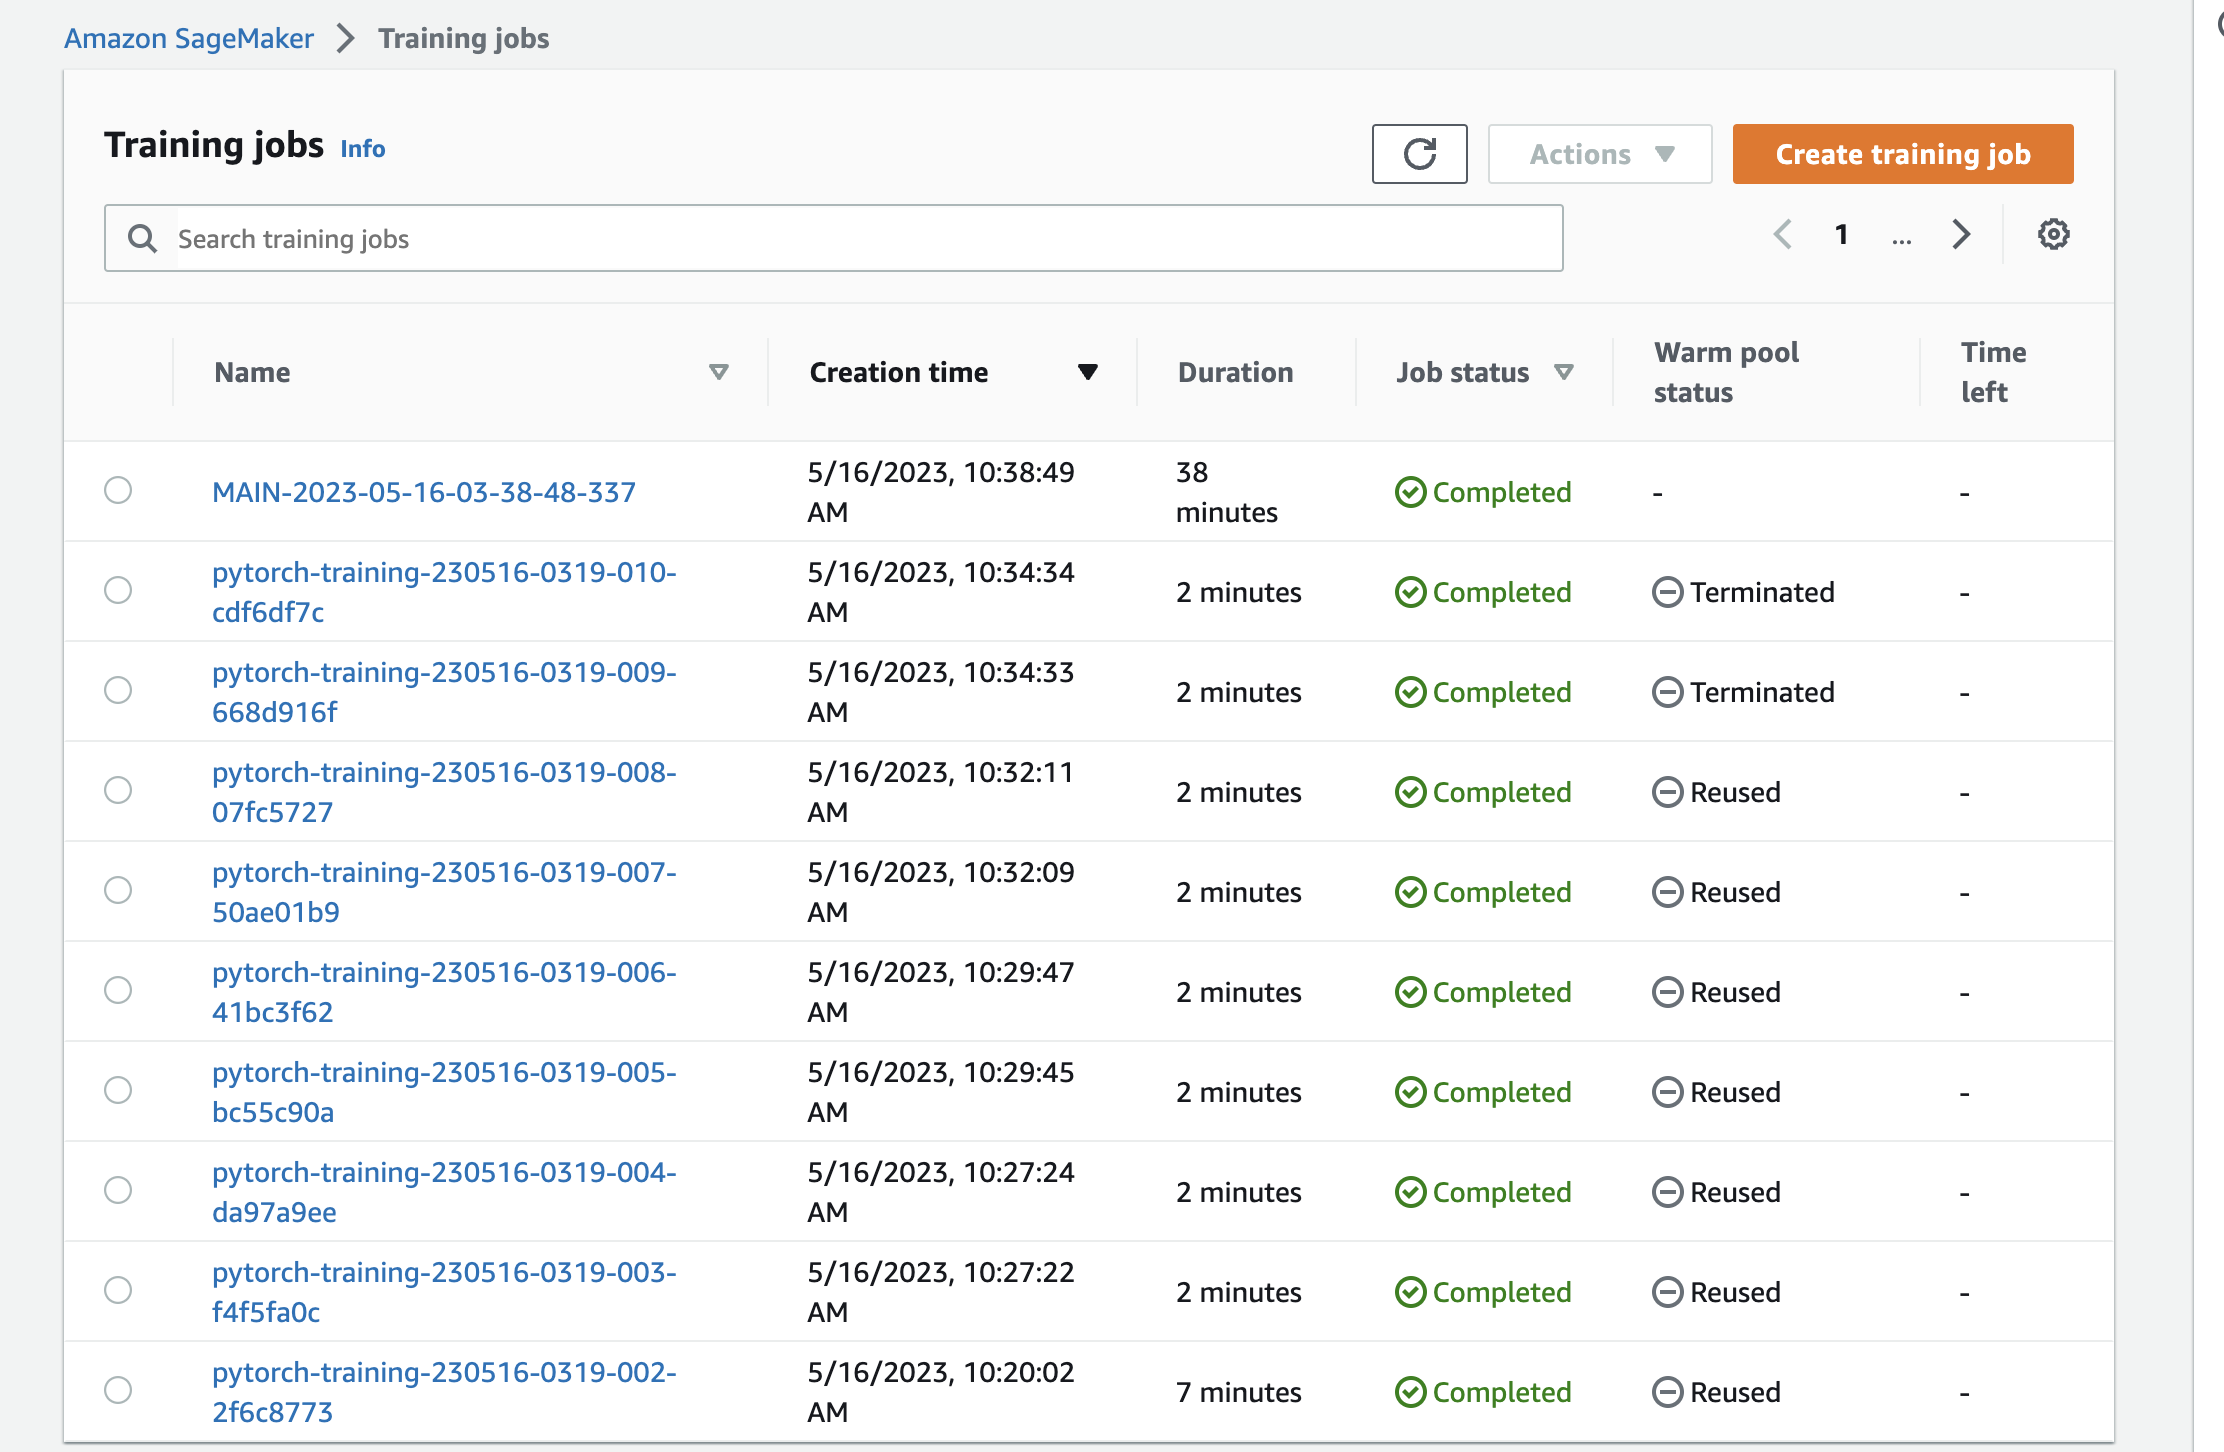 Amazon SageMaker > Training jobs
Training jobs Info
Actions
Create training job
Search training jobs
1 ...
Name Creation time Duration Job status Warm pool status Time left
MAIN-2023-05-16-03-38-48-337 5/16/2023, 10:38:49 AM 38 minutes Completed - -
pytorch-training-230516-0319-010-cdf6df7c 5/16/2023, 10:34:34 AM 2 minutes Completed Terminated -
pytorch-training-230516-0319-009-668d916f 5/16/2023, 10:34:33 AM 2 minutes Completed Terminated -
pytorch-training-230516-0319-008-07fc5727 5/16/2023, 10:32:11 AM 2 minutes Completed Reused -
pytorch-training-230516-0319-007-50ae01b9 5/16/2023, 10:32:09 AM 2 minutes Completed Reused -
pytorch-training-230516-0319-006-41bc3f62 5/16/2023, 10:29:47 AM 2 minutes Completed Reused -
pytorch-training-230516-0319-005-bc55c90a 5/16/2023, 10:29:45 AM 2 minutes Completed Reused -
pytorch-training-230516-0319-004-da97a9ee 5/16/2023, 10:27:24 AM 2 minutes Completed Reused -
pytorch-training-230516-0319-003-f4f5fa0c 5/16/2023, 10:27:22 AM 2 minutes Completed Reused -
pytorch-training-230516-0319-002-2f6c8773 5/16/2023, 10:20:02 AM 7 minutes Completed Reused -